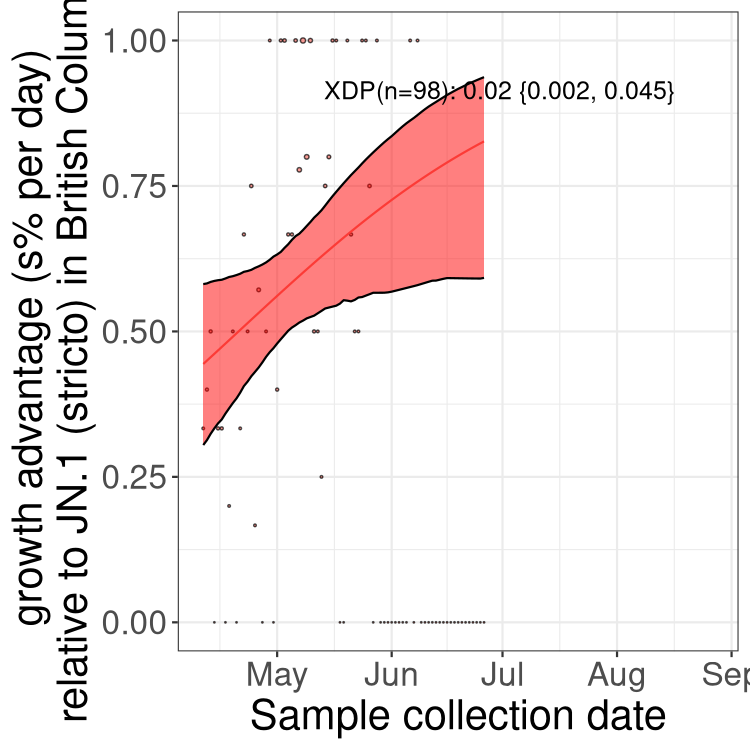 growth advantage (s% per day)
relative to JN.1 (stricto) in British Colum
1.00
0.75
0.50
0.25
0.00
XDP(n=98): 0.02 {0.002, 0.045}
May
Jun
Jul
Aug
Sep
Sample collection date